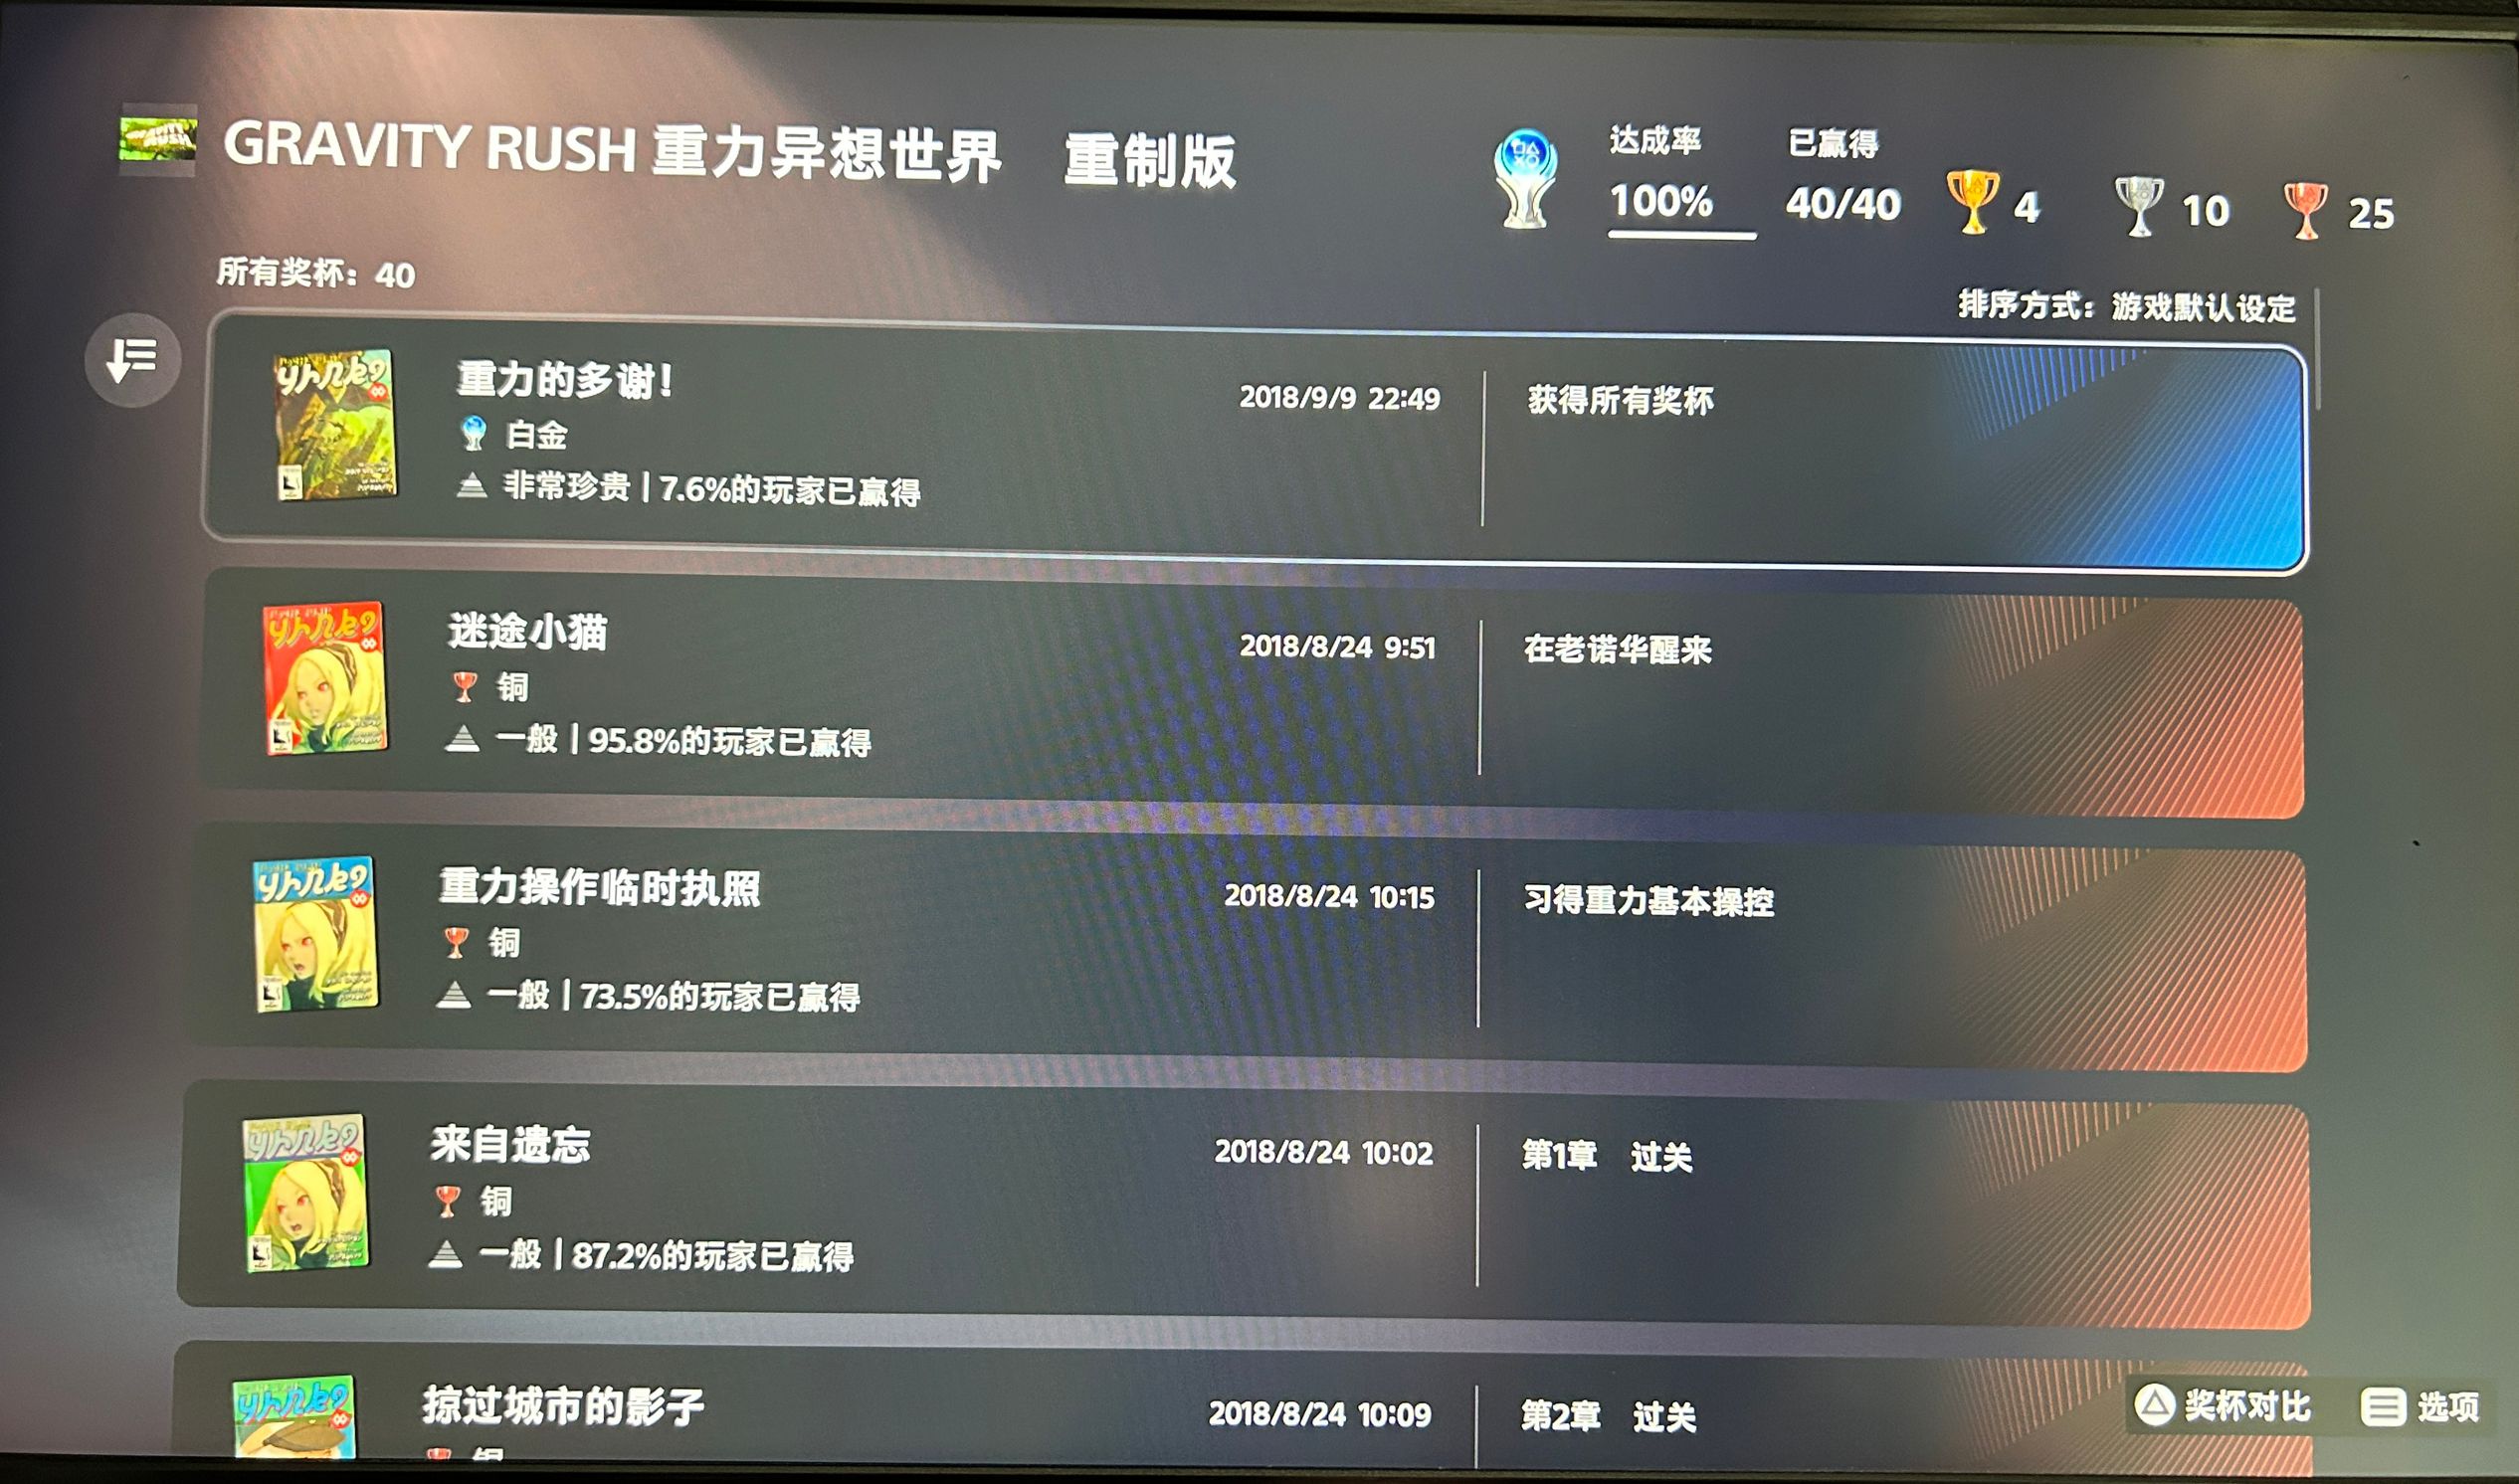 GRAVITY RUSH 重力异想世界　重制版
达成率 已赢得
100% 40/40 4 10 25
所有奖杯：40
排序方式：游戏默认设定
重力的多谢！
2018/9/9 22:49
获得所有奖杯
白金
非常珍贵 | 7.6%的玩家已赢得
迷途小猫
2018/8/24 9:51
在老诺华醒来
铜
一般 | 95.8%的玩家已赢得
重力操作临时执照
2018/8/24 10:15
习得重力基本操控
铜
一般 | 73.5%的玩家已赢得
来自遗忘
2018/8/24 10:02
第1章　过关
铜
一般 | 87.2%的玩家已赢得
掠过城市的影子
2018/8/24 10:09
第2章　过关
铜
奖杯对比 选项